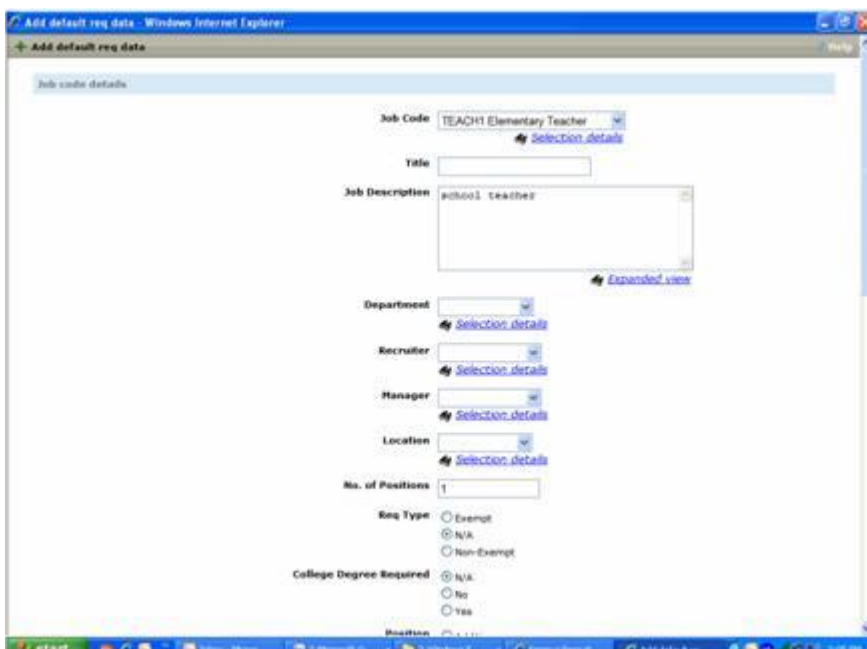 Add default req data - Windows Internet Explorer
Add default req data
Help
Job code details
Job Code
TEACH1 Elementary Teacher
Selection details
Title
Job Description
school teacher
Expanded view
Department
Selection details
Recruiter
Selection details
Manager
Selection details
Location
Selection details
No. of Positions
1
Req Type
Exempt
N/A
Non-Exempt
College Degree Required
N/A
No
Yes
Position
start